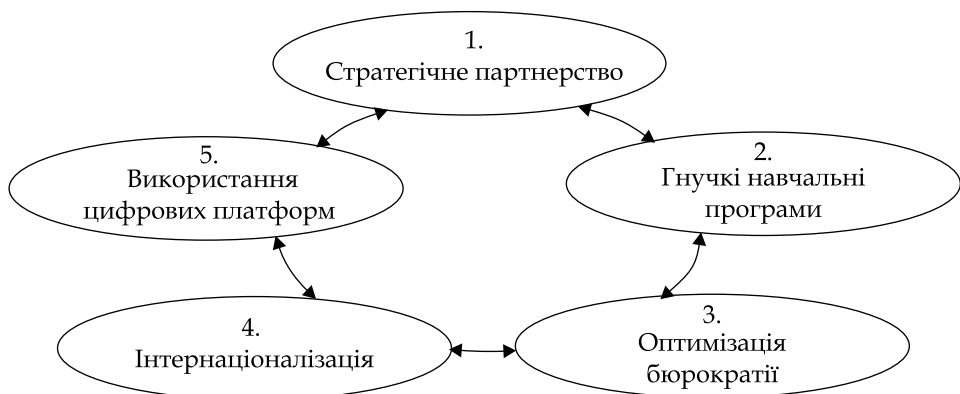 1.
Стратегічне партнерство
2.
Гнучкі навчальні
програми
3.
Оптимізація
бюрократії
4.
Інтернаціоналізація
5.
Використання
цифрових платформ